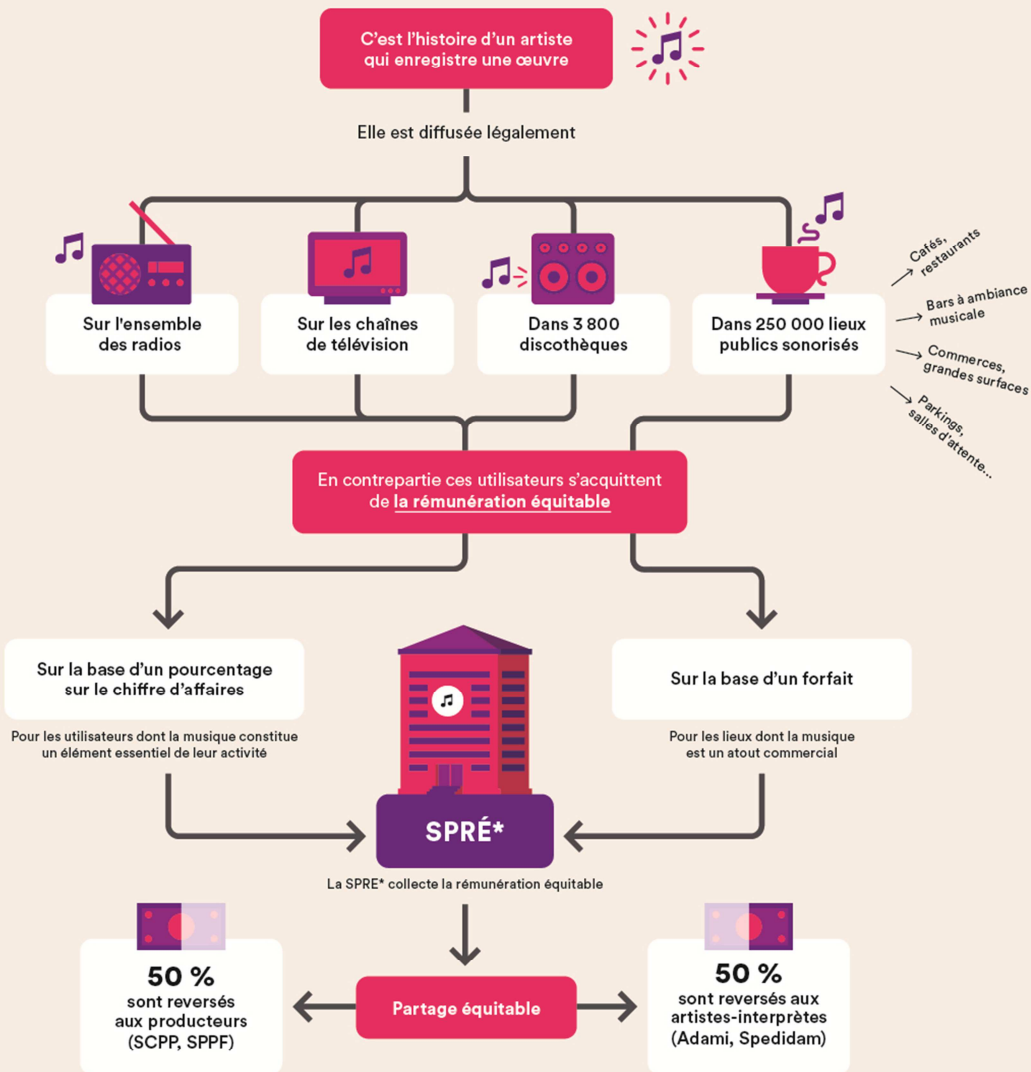 C'est l'histoire d'un artiste
qui enregistre une œuvre
Elle est diffusée légalement
Sur l'ensemble
des radios
Sur les chaînes
de télévision
Dans 3 800
discothèques
Dans 250 000 lieux
publics sonorisés
Cafés,
restaurants
Bars à ambiance
musicale
Commerces,
grandes surfaces
Parkings,
salles d'attente...
En contrepartie ces utilisateurs s'acquittent
de la rémunération équitable
Sur la base d'un pourcentage
sur le chiffre d'affaires
Pour les utilisateurs dont la musique constitue
un élément essentiel de leur activité
Sur la base d'un forfait
Pour les lieux dont la musique
est un atout commercial
SPRÉ*
La SPRE* collecte la rémunération équitable
Partage équitable
50 %
sont reversés
aux producteurs
(SCPP, SPPF)
50 %
sont reversés aux
artistes-interprètes
(Adami, Spedidam)